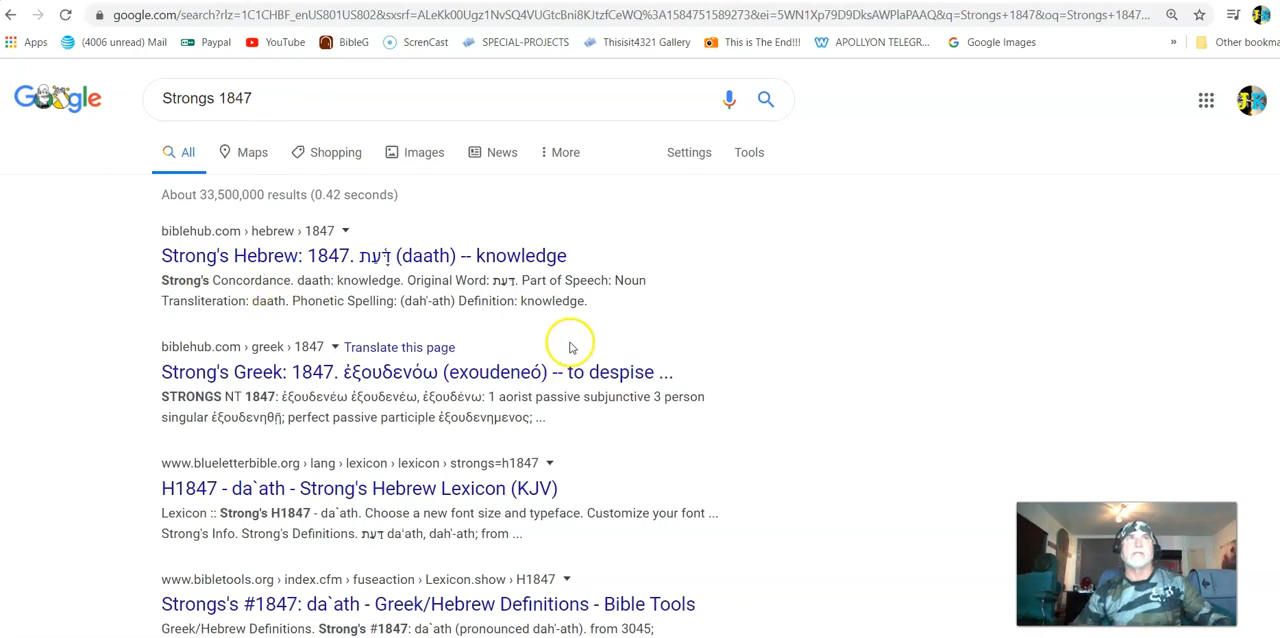 google.com/search?rlz=1C1CHBF_enUS801US802&sxsrf=ALeKk00Ugz1NvSQ4VUGtcBni8KJtzfCeWQ%3A1584751589273&ei=5WN1Xp79D9DksAWPlaPAAQ&q=Strongs+1847&oq=Strongs+1847...
Apps (4006 unread) Mail Paypal YouTube BibleG ScrenCast SPECIAL-PROJECTS Thisisit4321 Gallery This is The End!!! APOLLYON TELEGR... Google Images » Other bookma
Google Strongs 1847
All Maps Shopping Images News More Settings Tools
About 33,500,000 results (0.42 seconds)
biblehub.com › hebrew › 1847
Strong's Hebrew: 1847. דָּ֫עַת (daath) -- knowledge
Strong's Concordance. daath: knowledge. Original Word: דַּעַת. Part of Speech: Noun
Transliteration: daath. Phonetic Spelling: (dah'-ath) Definition: knowledge.
biblehub.com › greek › 1847 Translate this page
Strong's Greek: 1847. ἐξουδενόω (exoudeneó) -- to despise ...
STRONGS NT 1847: ἐξουδενέω ἐξουδενέω, ἐξουδένω: 1 aorist passive subjunctive 3 person
singular ἐξουδενηθῇ; perfect passive participle ἐξουδενημενος; ...
www.blueletterbible.org › lang › lexicon › lexicon › strongs=h1847
H1847 - da`ath - Strong's Hebrew Lexicon (KJV)
Lexicon :: Strong's H1847 - da`ath. Choose a new font size and typeface. Customize your font ...
Strong's Info. Strong's Definitions. דַּעַת daʻath, dah'-ath; from ...
www.bibletools.org › index.cfm › fuseaction › Lexicon.show › H1847
Strongs's #1847: da`ath - Greek/Hebrew Definitions - Bible Tools
Greek/Hebrew Definitions. Strong's #1847: da`ath (pronounced dah'-ath). from 3045;